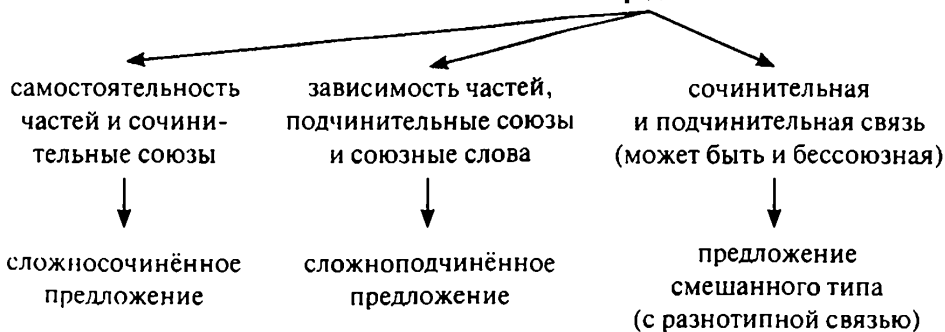 самостоятельность
частей и сочини-
тельные союзы
зависимость частей,
подчинительные союзы
и союзные слова
сочинительная
и подчинительная связь
(может быть и бессоюзная)
сложносочинённое
предложение
сложноподчинённое
предложение
предложение
смешанного типа
(с разнотипной связью)